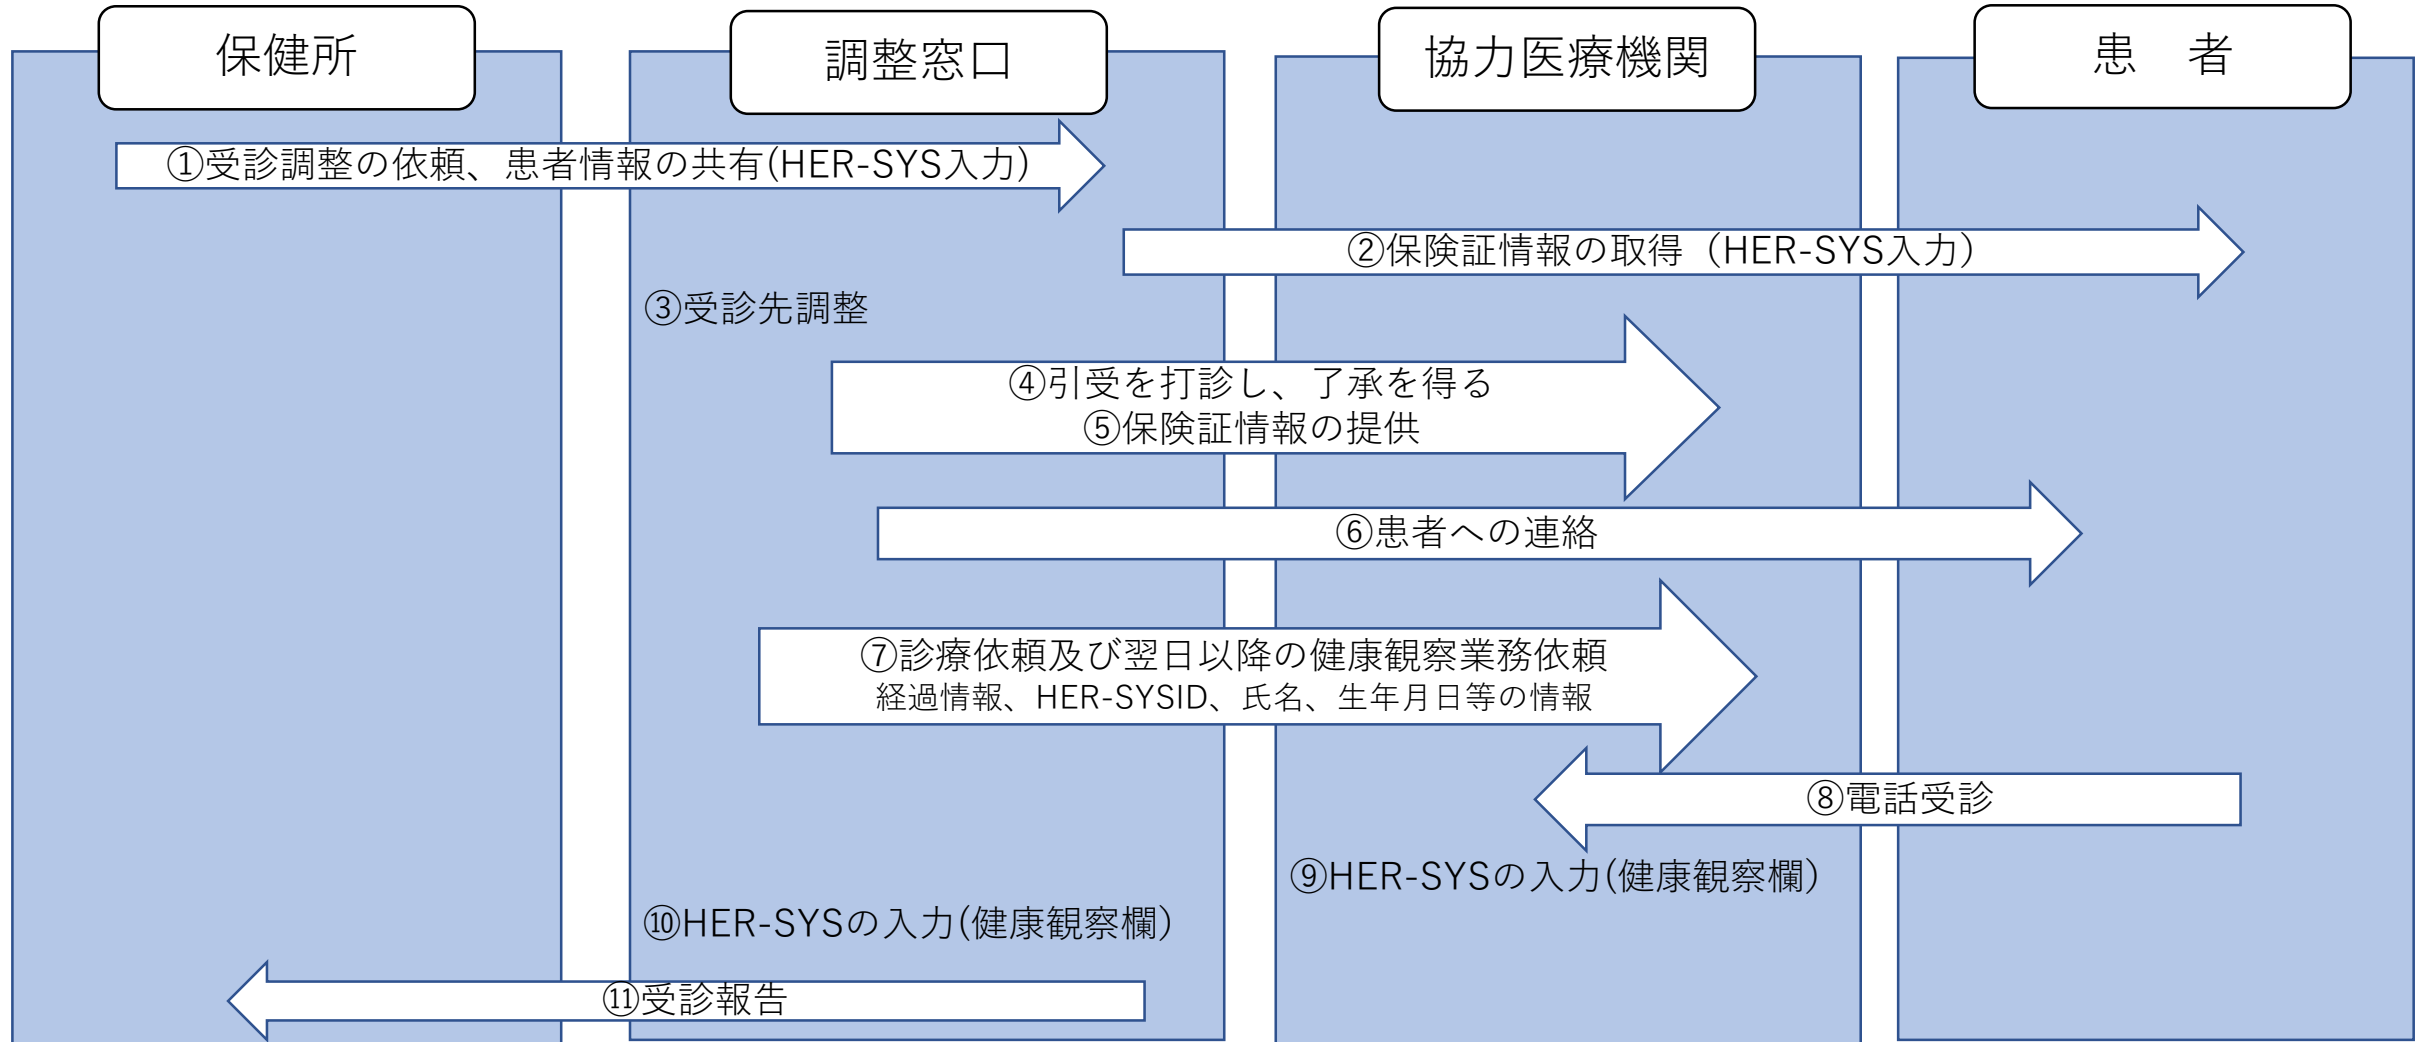 保健所
調整窓口
協力医療機関
患　者
①受診調整の依頼、患者情報の共有(HER-SYS入力)
②保険証情報の取得（HER-SYS入力）
③受診先調整
④引受を打診し、了承を得る
⑤保険証情報の提供
⑥患者への連絡
⑦診療依頼及び翌日以降の健康観察業務依頼
経過情報、HER-SYSID、氏名、生年月日等の情報
⑧電話受診
⑨HER-SYSの入力(健康観察欄)
⑩HER-SYSの入力(健康観察欄)
⑪受診報告